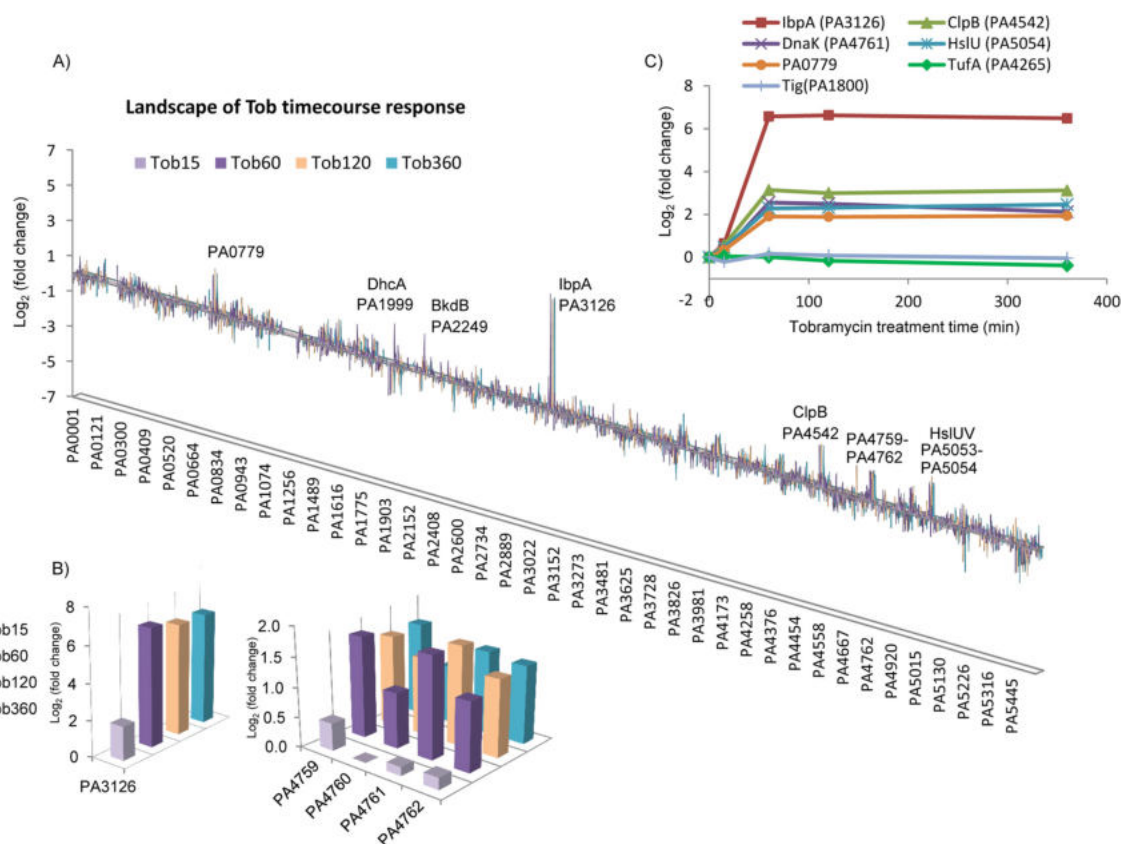 A)
Landscape of Tob timecourse response
Tob15 Tob60 Tob120 Tob360
Log2 (fold change)
7
5
3
1
-1
-3
-5
-7
PA0779
DhcA
PA1999
BkdB
PA2249
IbpA
PA3126
ClpB
PA4542
PA4759-
PA4762
HslUV
PA5053-
PA5054
PA0001
PA0121
PA0300
PA0409
PA0520
PA0664
PA0834
PA0943
PA1074
PA1256
PA1489
PA1616
PA1775
PA1903
PA2152
PA2408
PA2600
PA2734
PA2889
PA3022
PA3152
PA3273
PA3481
PA3625
PA3728
PA3826
PA3981
PA4173
PA4258
PA4376
PA4454
PA4558
PA4667
PA4762
PA4920
PA5015
PA5130
PA5226
PA5316
PA5445
C)
IbpA (PA3126) ClpB (PA4542)
DnaK (PA4761) HslU (PA5054)
PA0779 TufA (PA4265)
Tig(PA1800)
Log2 (fold change)
8
6
4
2
0
-2
0 100 200 300 400
Tobramycin treatment time (min)
B)
ob15
ob60
ob120
ob360
Log2 (fold change)
8
6
4
2
0
PA3126
Log2 (fold change)
2.0
1.5
1.0
0.5
0.0
PA4759
PA4760
PA4761
PA4762